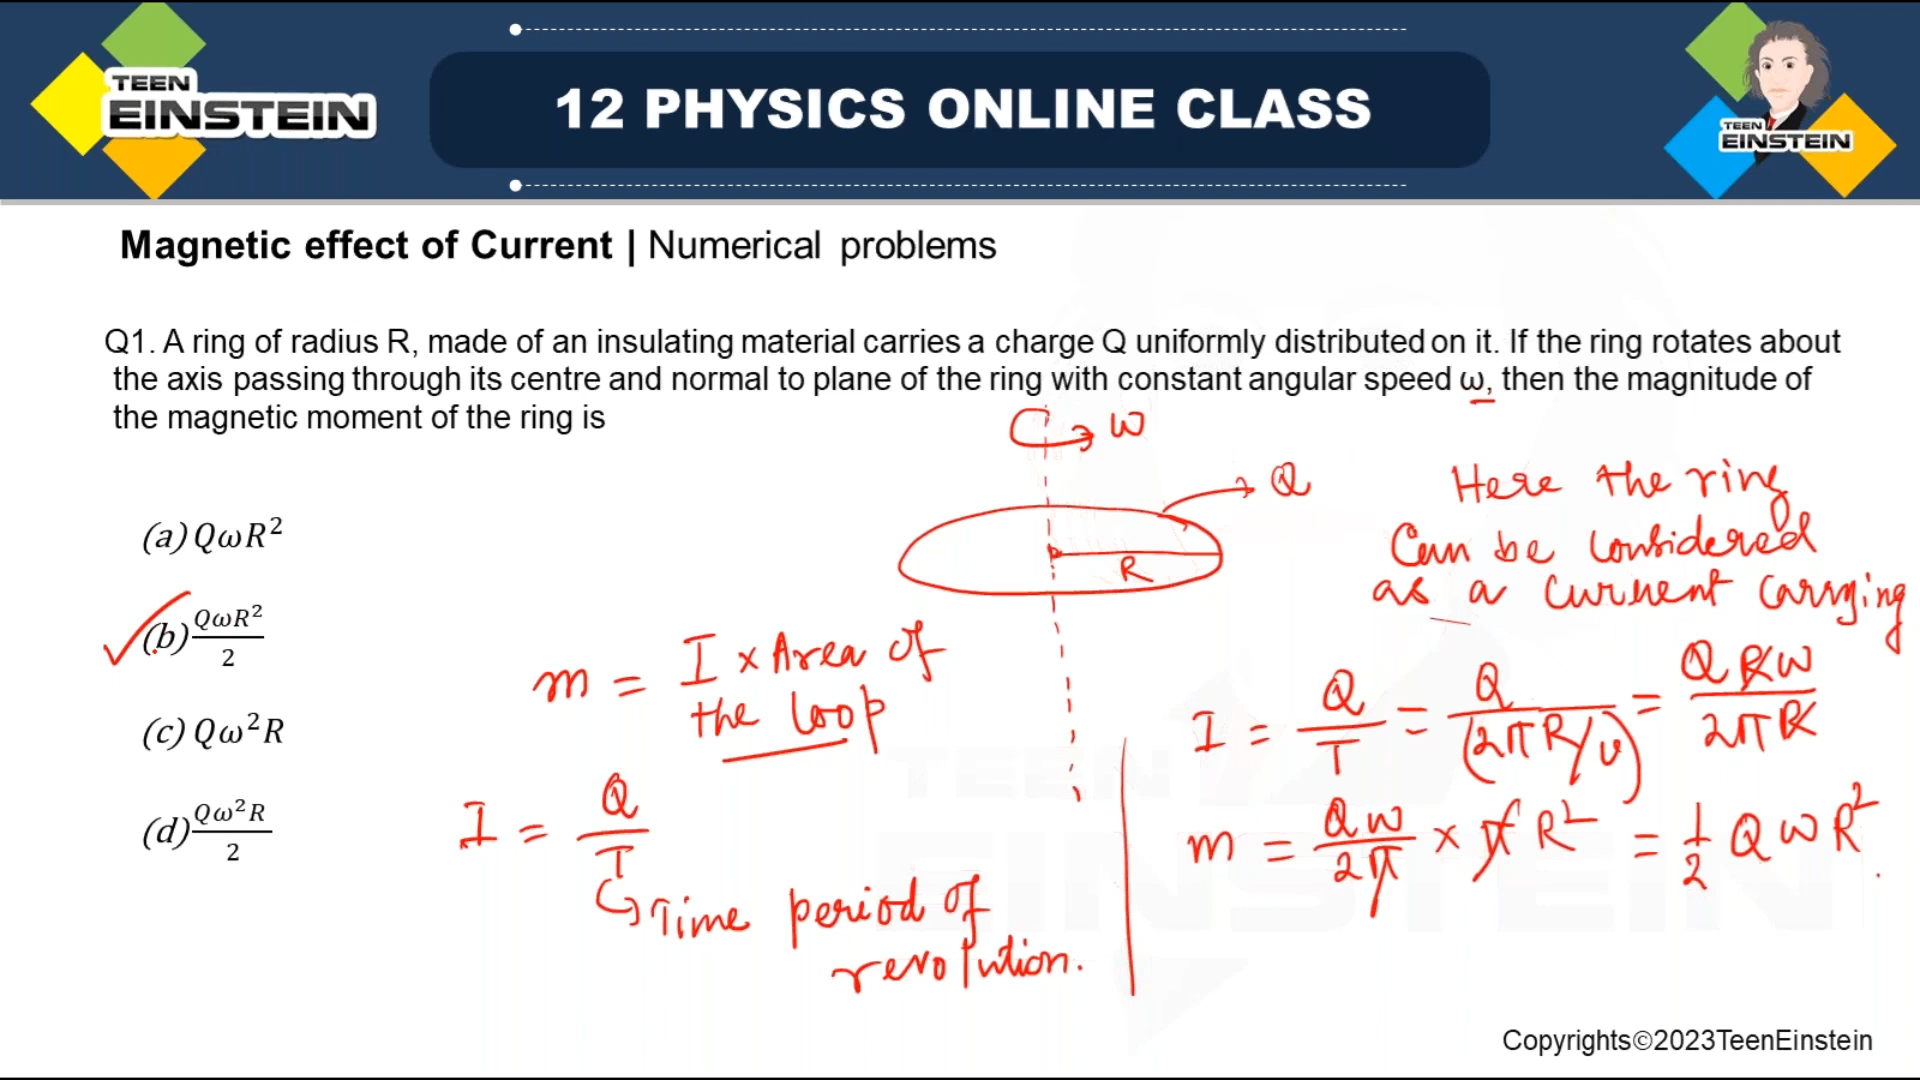 TEEN
EINSTEIN
12 PHYSICS ONLINE CLASS
TEEN
EINSTEIN
Magnetic effect of Current | Numerical problems
Q1. A ring of radius R, made of an insulating material carries a charge Q uniformly distributed on it. If the ring rotates about
the axis passing through its centre and normal to plane of the ring with constant angular speed ω, then the magnitude of
the magnetic moment of the ring is
(a) QωR²
(b) QωR²/2
(c) Qω²R
(d) Qω²R/2
ω
Q
R
Here the ring
Can be considered
as a current carrying
m = I × Area of
the loop
I = Q/T
Time period of
revolution.
I = Q/T = Q/(2πR/v) = QRω/2πR
m = Qω/2π × πR² = 1/2 QωR².
TEEN
EINSTEIN
Copyrights©2023TeenEinstein